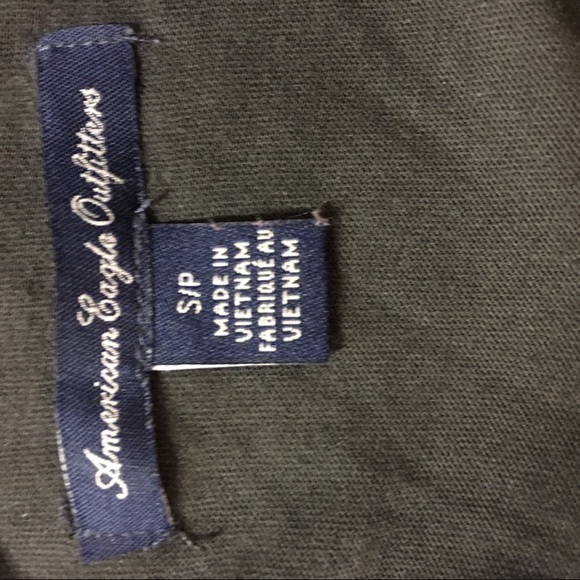 American Eagle Outfitters
S/P
MADE IN
VIETNAM
FABRIQUÉ AU
VIETNAM